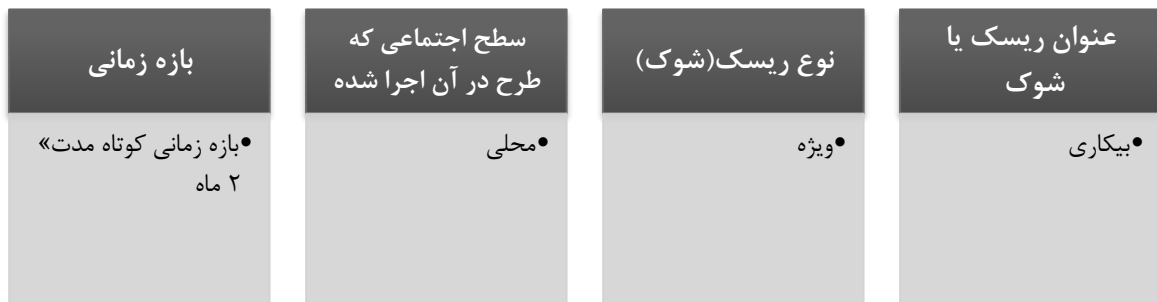 عنوان ریسک یا
شوک
•بیکاری
نوع ریسک(شوک)
•ویژه
سطح اجتماعی که
طرح در آن اجرا شده
•محلی
بازه زمانی
•بازه زمانی کوتاه مدت»
۲ ماه